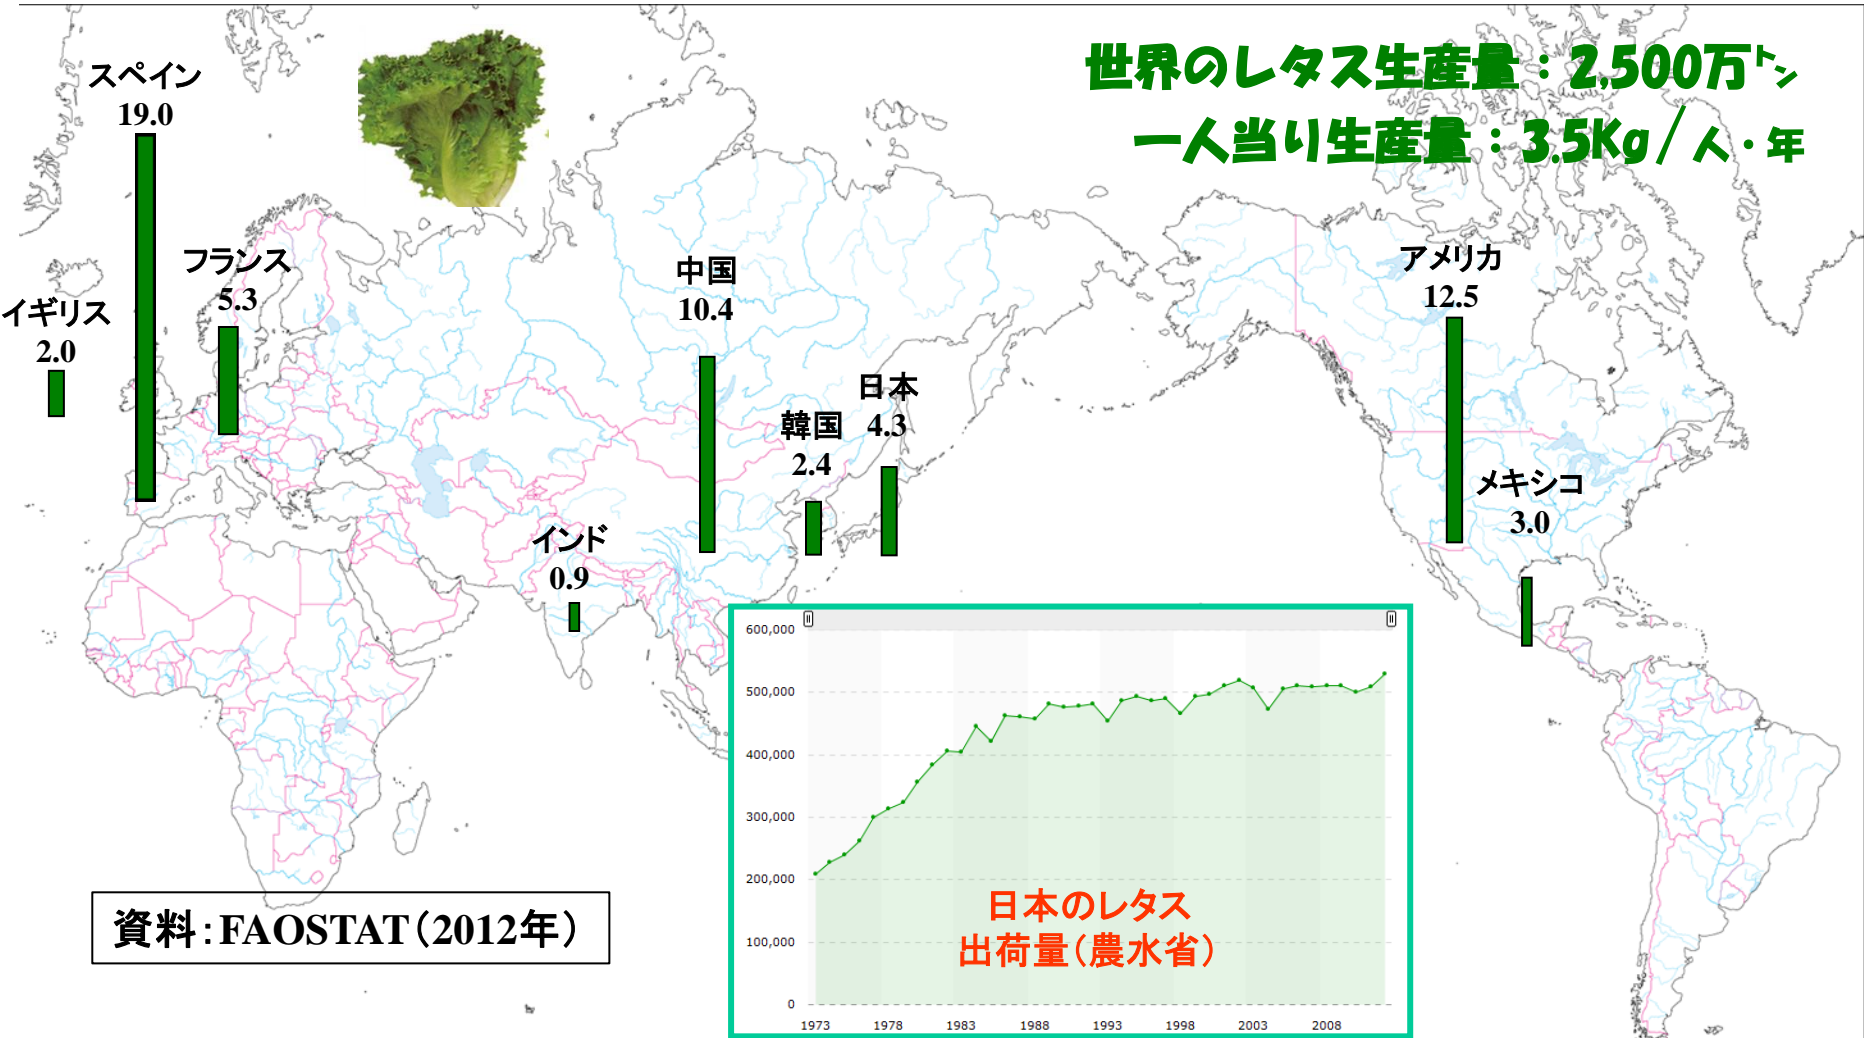 世界のレタス生産量：2,500万㌧
一人当り生産量：3.5Kg／人・年
スペイン
19.0
フランス
5.3
イギリス
2.0
中国
10.4
日本
4.3
韓国
2.4
インド
0.9
アメリカ
12.5
メキシコ
3.0
600,000
500,000
400,000
300,000
200,000
100,000
0
1973 1978 1983 1988 1993 1998 2003 2008
日本のレタス
出荷量（農水省）
資料：FAOSTAT（2012年）